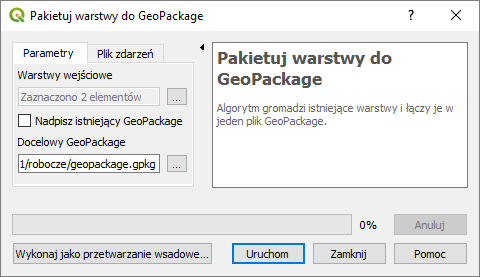 Pakietuj warstwy do GeoPackage
Parametry
Plik zdarzeń
Warstwy wejściowe
Zaznaczono 2 elementów
...
Nadpisz istniejący GeoPackage
Docelowy GeoPackage
1/robocze/geopackage.gpkg
...
Pakietuj warstwy do
GeoPackage
Algorytm gromadzi istniejące warstwy i łączy je w
jeden plik GeoPackage.
0%
Anuluj
Wykonaj jako przetwarzanie wsadowe...
Uruchom
Zamknij
Pomoc